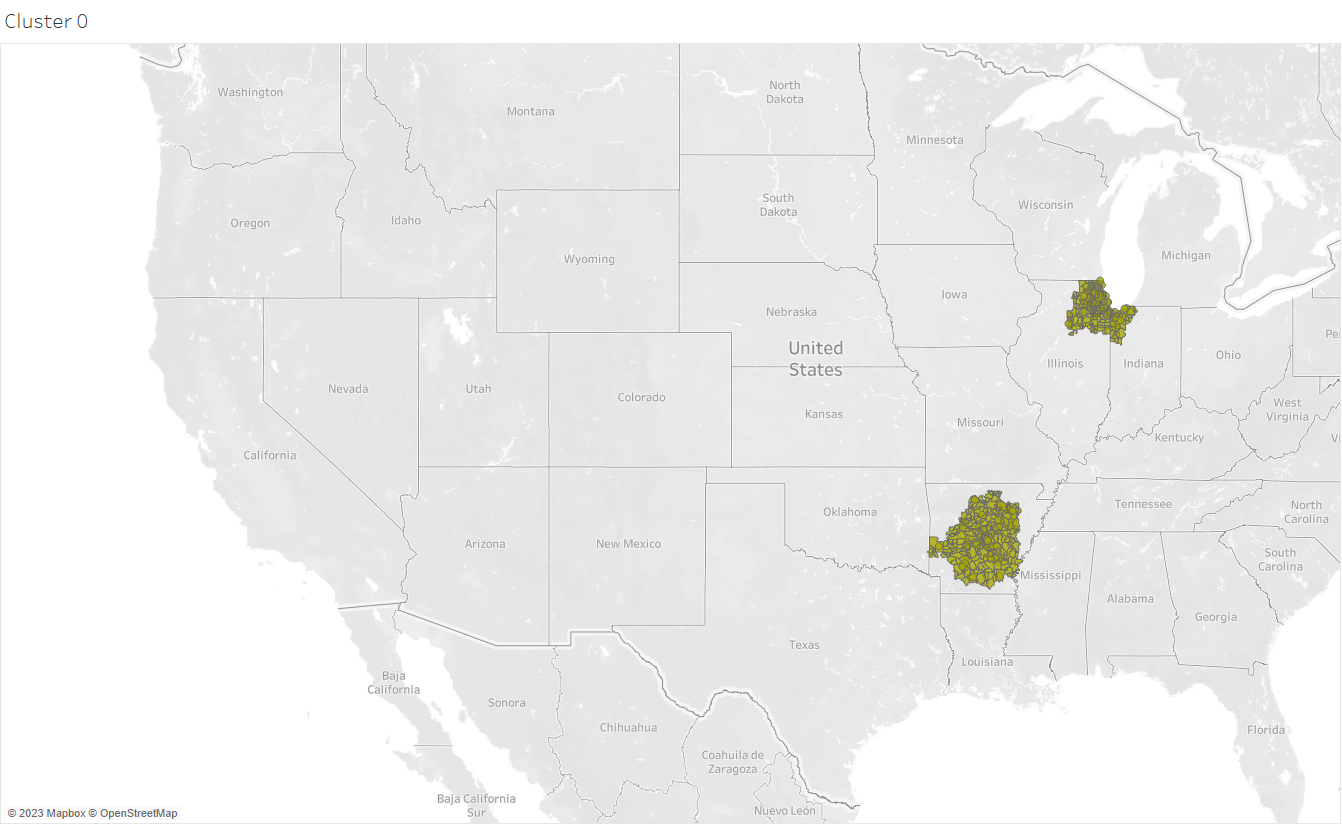 Cluster 0
Washington
Montana
North
Dakota
Minnesota
Oregon
Idaho
South
Dakota
Wisconsin
Wyoming
Michigan
Iowa
Nebraska
United
States
Illinois
Indiana
Ohio
Pe
Nevada
Utah
Colorado
Kansas
Missouri
West
Virginia
Kentucky
Vi
California
Oklahoma
Tennessee
North
Carolina
Arizona
New Mexico
Mississippi
South
Carolina
Alabama
Georgia
Texas
Louisiana
Baja
California
Sonora
Chihuahua
Florida
Coahuila de
Zaragoza
Baja California
Sur
Nuevo León
© 2023 Mapbox © OpenStreetMap